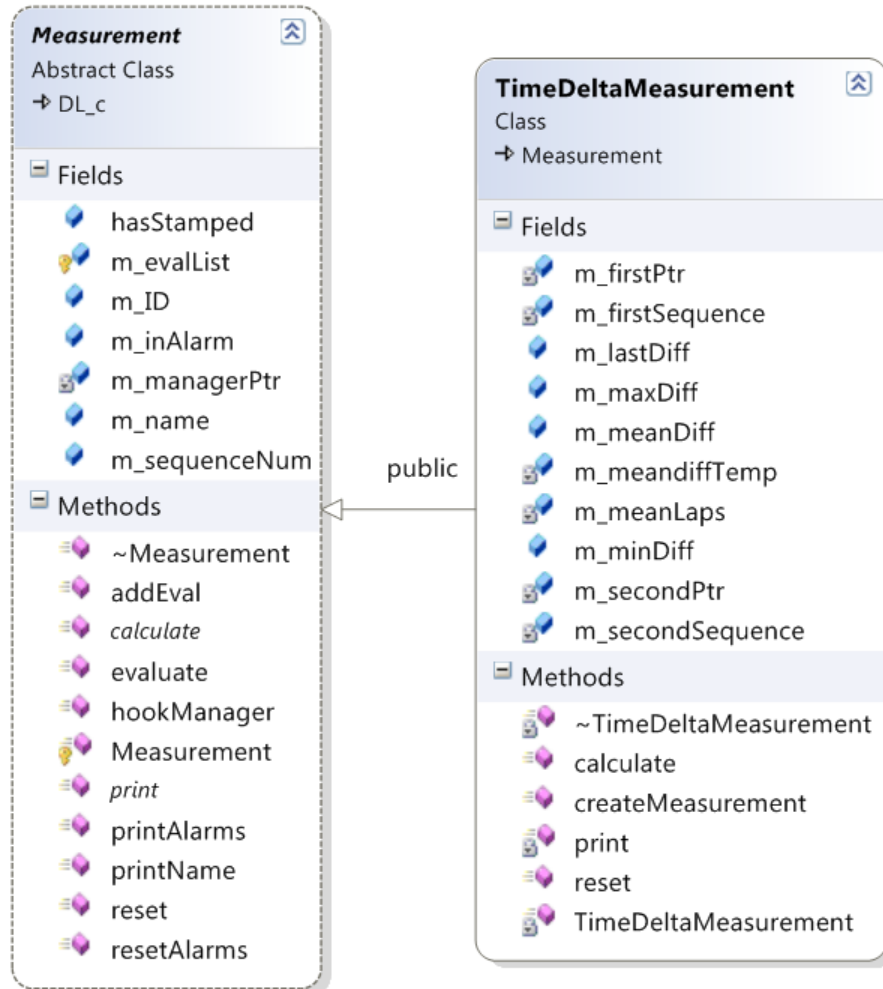 Measurement
Abstract Class
DL_c
Fields
hasStamped
m_evalList
m_ID
m_inAlarm
m_managerPtr
m_name
m_sequenceNum
Methods
~Measurement
addEval
calculate
evaluate
hookManager
Measurement
print
printAlarms
printName
reset
resetAlarms
public
TimeDeltaMeasurement
Class
Measurement
Fields
m_firstPtr
m_firstSequence
m_lastDiff
m_maxDiff
m_meanDiff
m_meandiffTemp
m_meanLaps
m_minDiff
m_secondPtr
m_secondSequence
Methods
~TimeDeltaMeasurement
calculate
createMeasurement
print
reset
TimeDeltaMeasurement